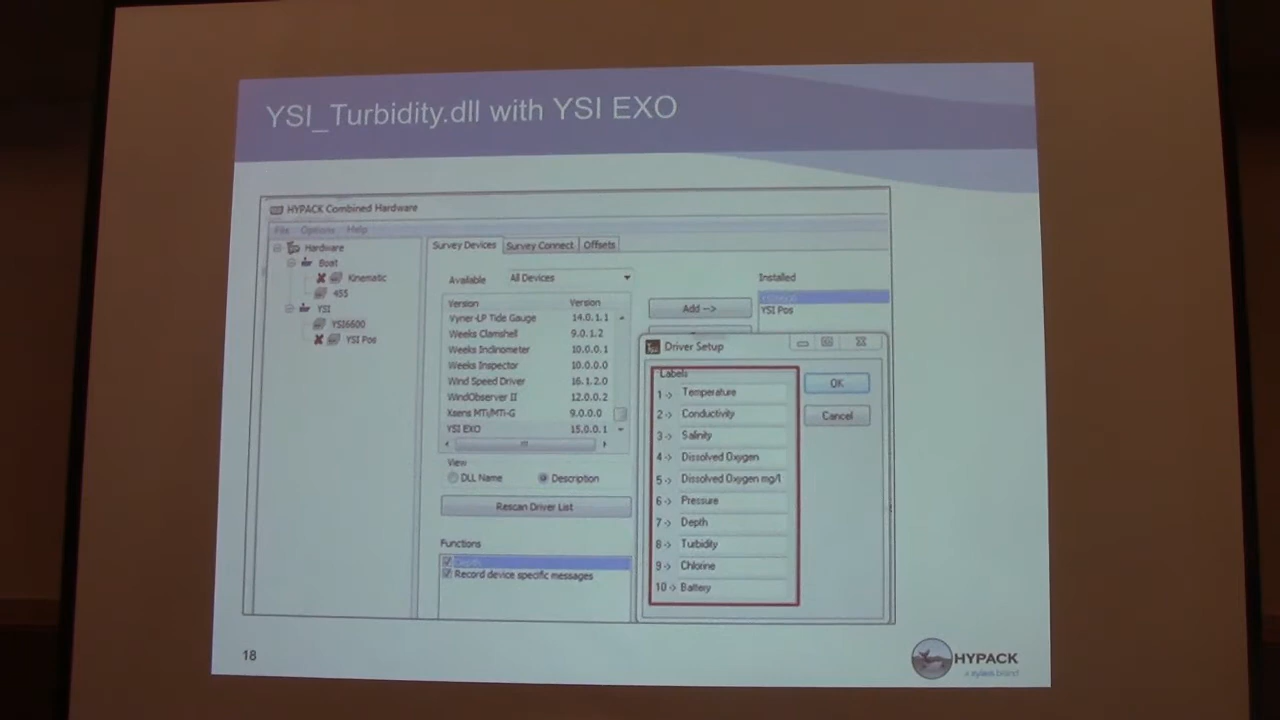 YSI_Turbidity.dll with YSI EXO
HYPACK Combined Hardware
File Options Help
Hardware
Boat
Kinematic
455
YSI
YSI6600
YSI Pos
Survey Devices Survey Connect Offsets
Available All Devices
Version Version
Vyner-LP Tide Gauge 14.0.1.1
Weeks Clamshell 9.0.1.2
Weeks Inclinometer 10.0.0.1
Weeks Inspector 10.0.0.0
Wind Speed Driver 16.1.2.0
WindObserver II 12.0.0.2
Xsens MTi/MTi-G 9.0.0.0
YSI EXO 15.0.0.1
View
DLL Name Description
Rescan Driver List
Functions
Record device specific messages
Add -->
Installed
YSI Pos
Driver Setup
Labels
1 -> Temperature
2 -> Conductivity
3 -> Salinity
4 -> Dissolved Oxygen
5 -> Dissolved Oxygen mg/l
6 -> Pressure
7 -> Depth
8 -> Turbidity
9 -> Chlorine
10 -> Battery
OK
Cancel
18
HYPACK
a xylem brand